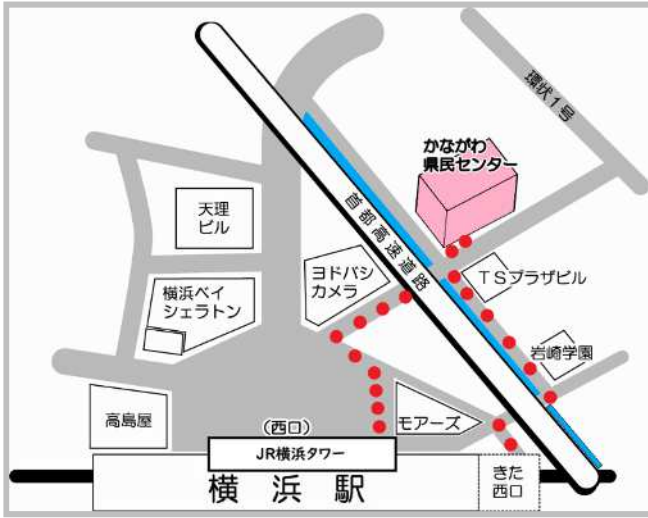 環状1号
かながわ
県民センター
首都高速道路
天理
ビル
ヨドバシ
カメラ
TSプラザビル
横浜ベイ
シェラトン
岩崎学園
高島屋
(西口)
モアーズ
JR横浜タワー
横浜駅
きた
西口